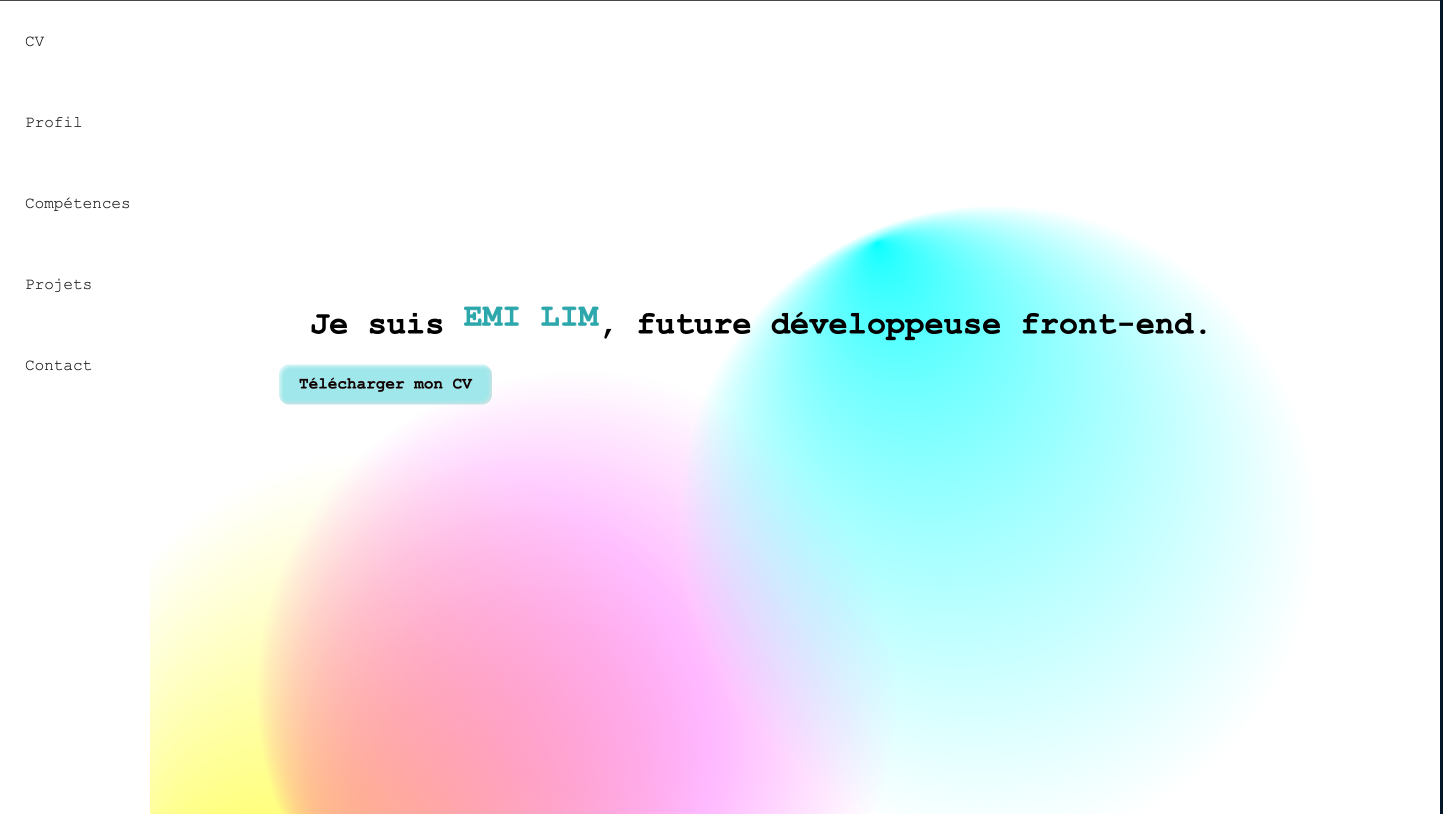 CV
Profil
Compétences
Projets
Contact
Je suis EMI LIM, future développeuse front-end.
Télécharger mon CV